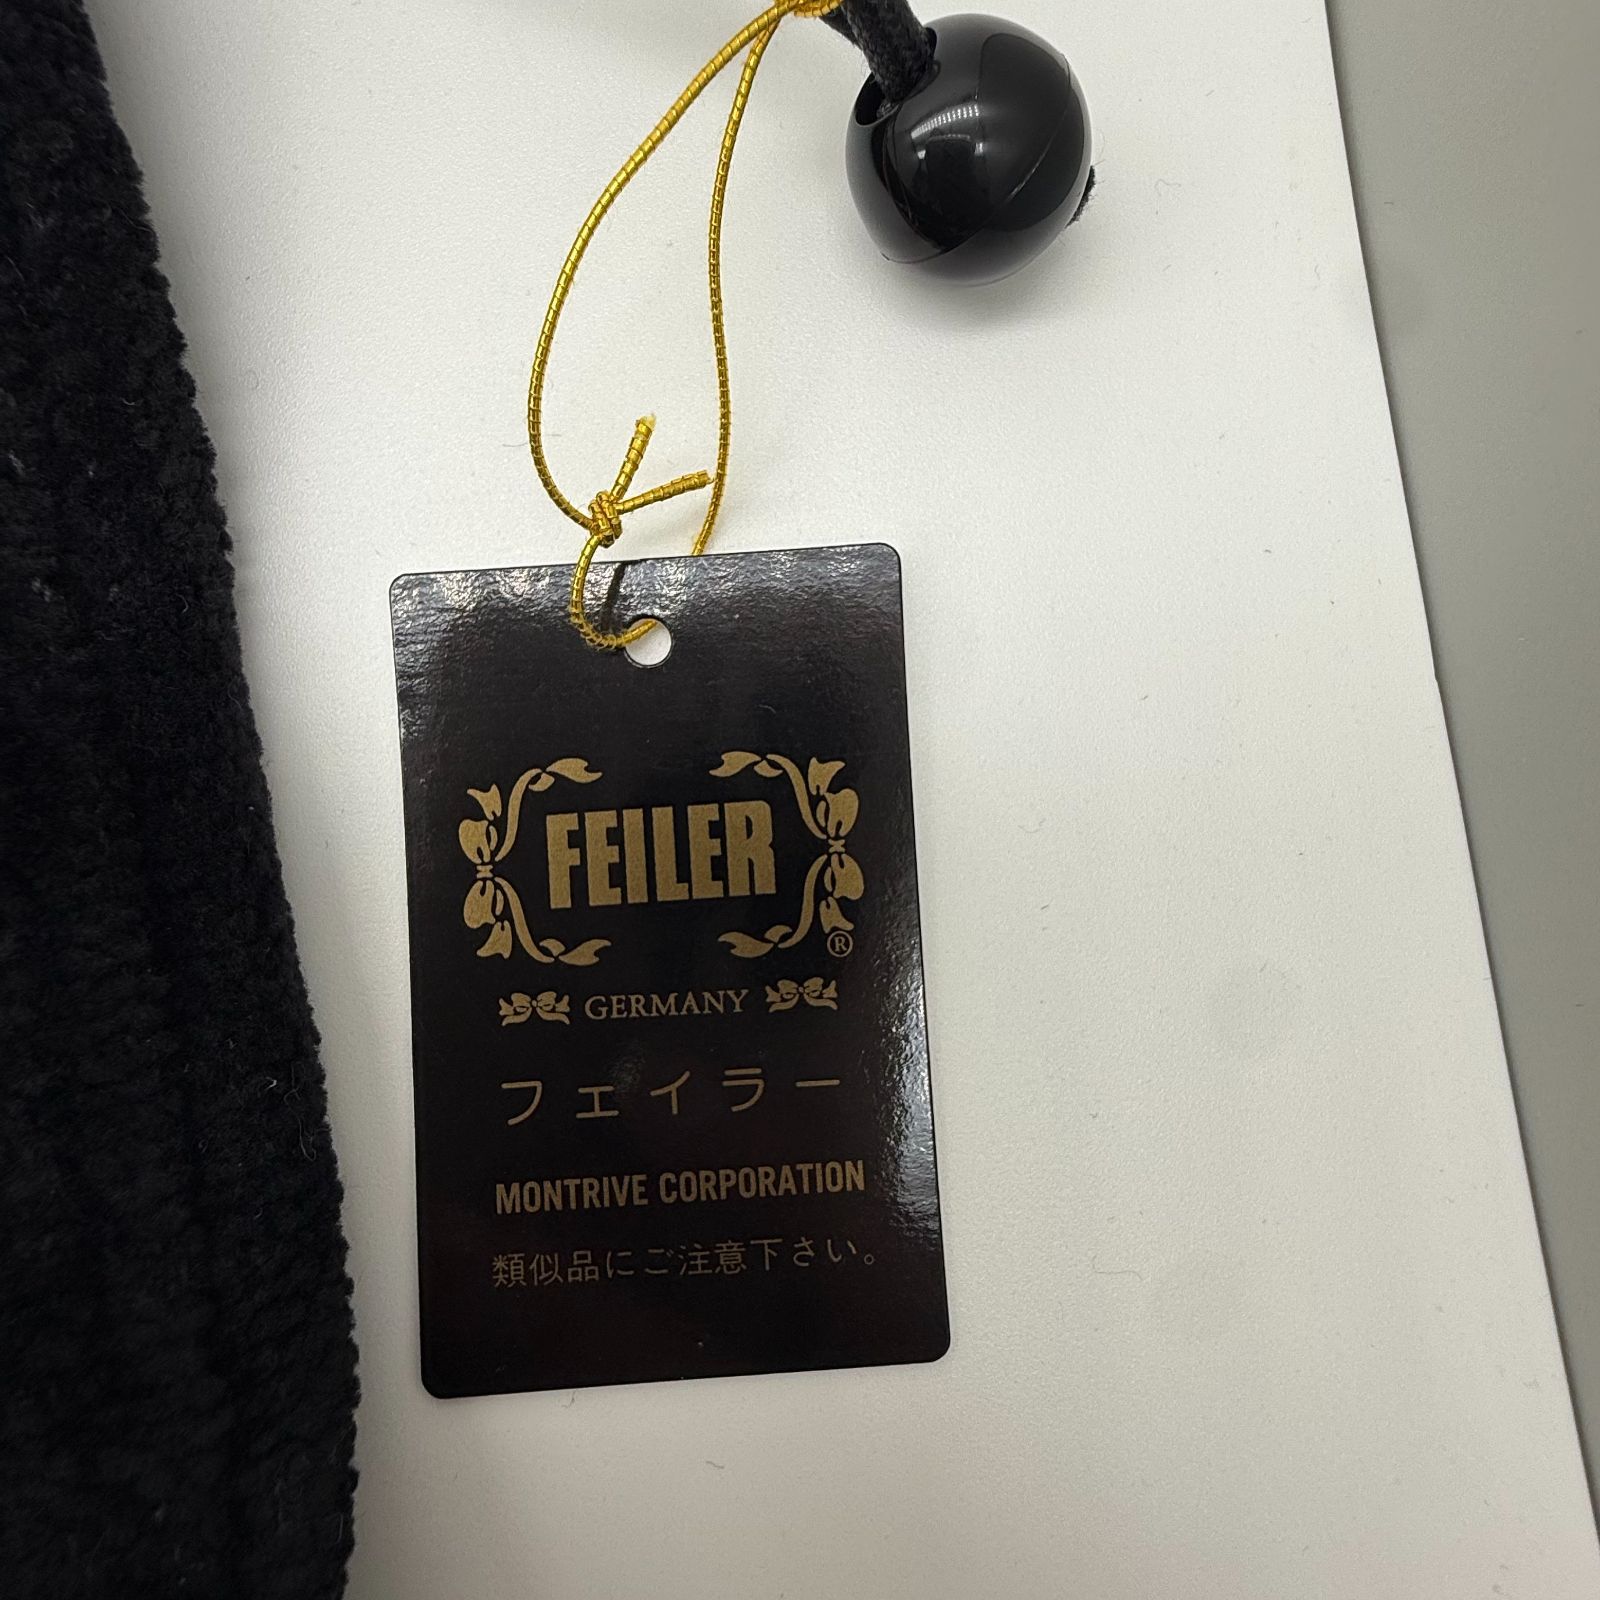 FEILER
®
GERMANY
フェイラー
MONTRIVE CORPORATION
類似品にご注意下さい。